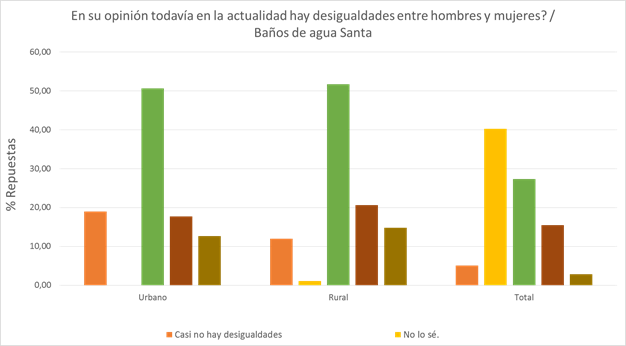 En su opinión todavía en la actualidad hay desigualdades entre hombres y mujeres? /
Baños de agua Santa
60,00
50,00
40,00
30,00
20,00
10,00
0,00
% Repuestas
Urbano
Rural
Total
Casi no hay desigualdades
No lo sé.